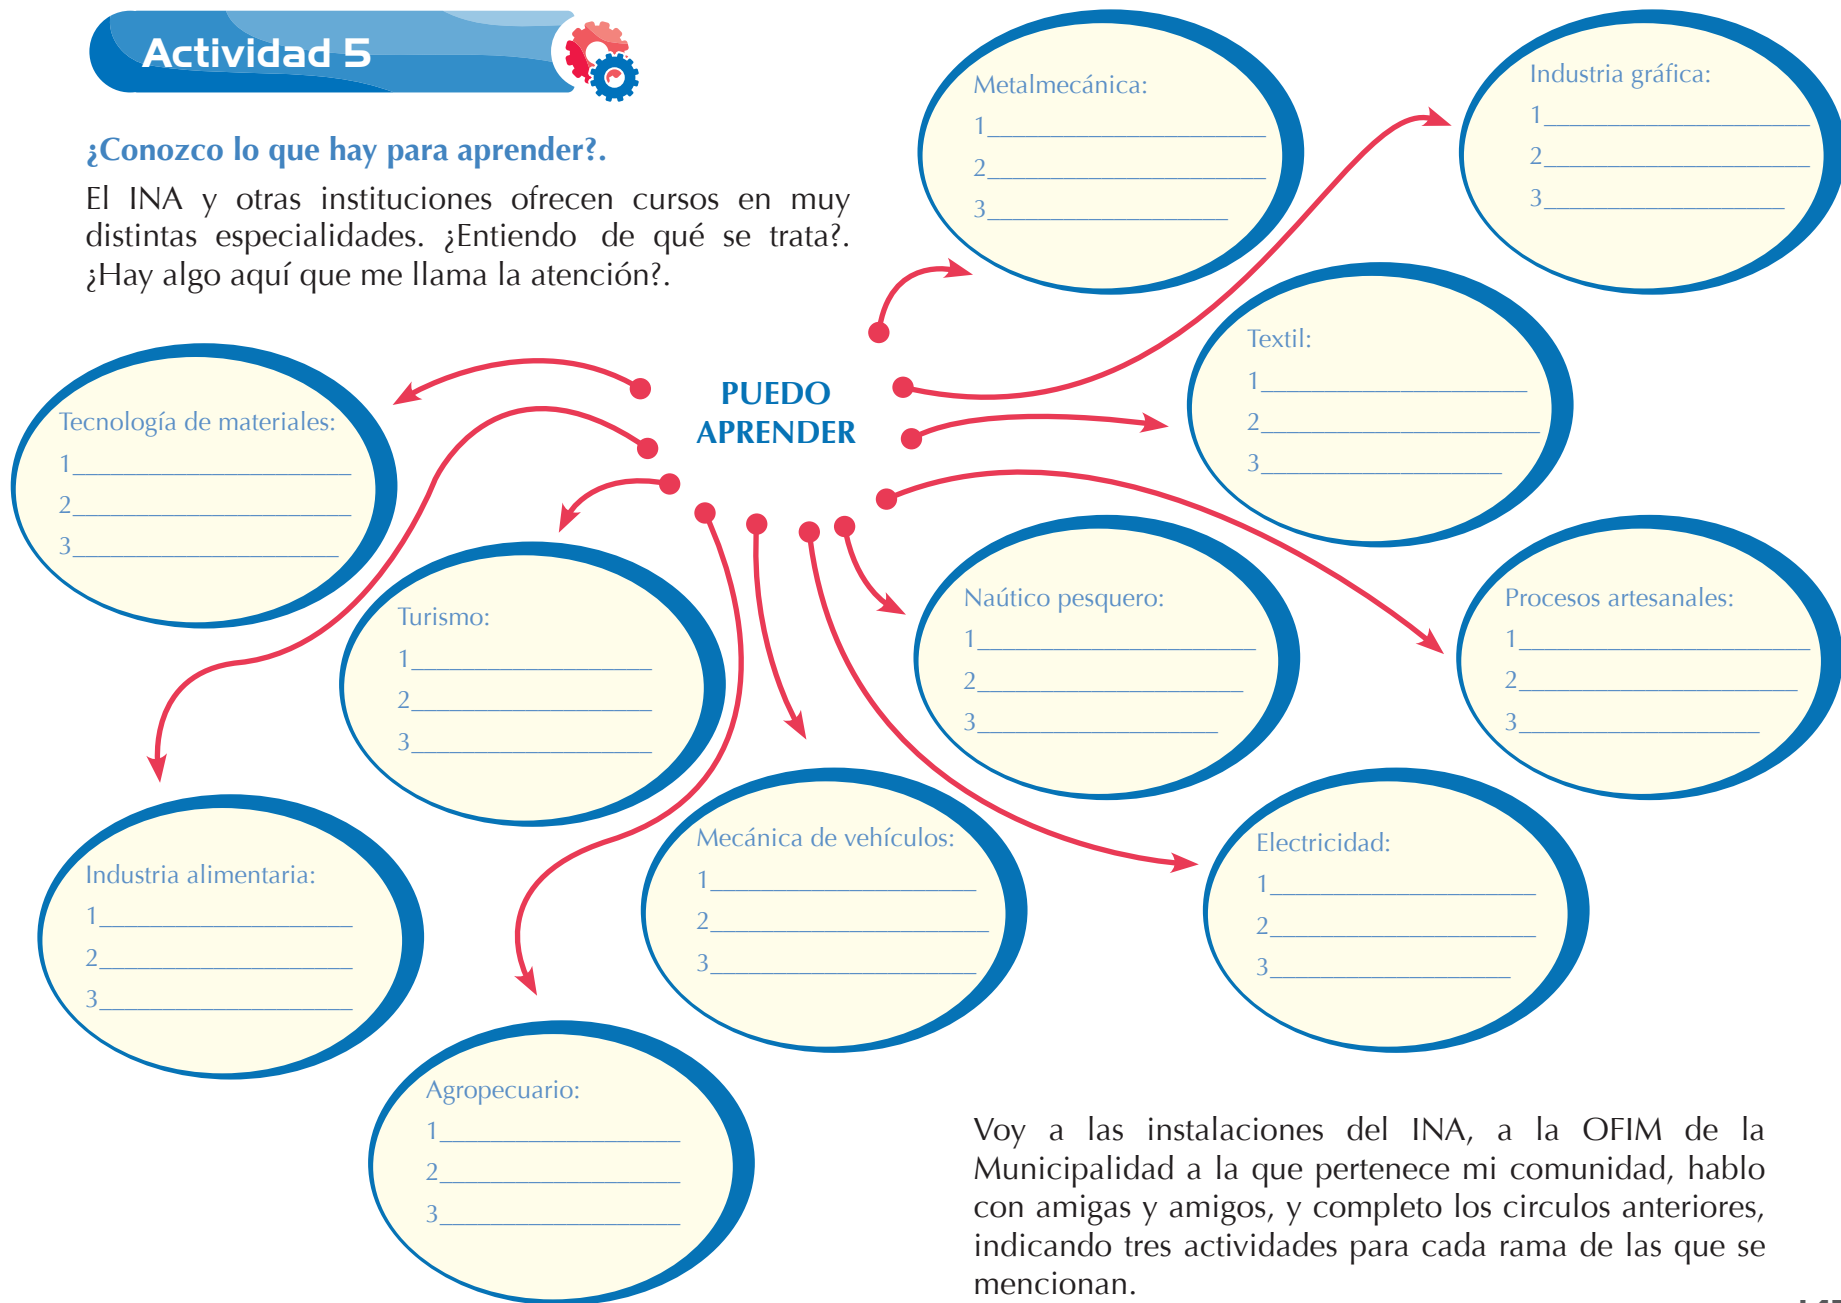 Actividad 5
¿Conozco lo que hay para aprender?.
El INA y otras instituciones ofrecen cursos en muy
distintas especialidades. ¿Entiendo de qué se trata?.
¿Hay algo aquí que me llama la atención?.
PUEDO
APRENDER
Metalmecánica:
1
2
3
Industria gráfica:
1
2
3
Textil:
1
2
3
Tecnología de materiales:
1
2
3
Turismo:
1
2
3
Naútico pesquero:
1
2
3
Procesos artesanales:
1
2
3
Industria alimentaria:
1
2
3
Mecánica de vehículos:
1
2
3
Electricidad:
1
2
3
Agropecuario:
1
2
3
Voy a las instalaciones del INA, a la OFIM de la
Municipalidad a la que pertenece mi comunidad, hablo
con amigas y amigos, y completo los circulos anteriores,
indicando tres actividades para cada rama de las que se
mencionan.